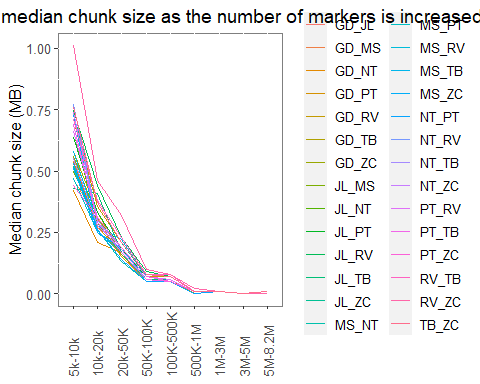 median chunk size as the number of markers is increased
Median chunk size (MB)
1.00
0.75
0.50
0.25
0.00
5k-10k
10k-20k
20k-50K
50K-100K
100K-500K
500K-1M
1M-3M
3M-5M
5M-8.2M
GD_JL
GD_MS
GD_NT
GD_PT
GD_RV
GD_TB
GD_ZC
JL_MS
JL_NT
JL_PT
JL_RV
JL_TB
JL_ZC
MS_NT
MS_PT
MS_RV
MS_TB
MS_ZC
NT_PT
NT_RV
NT_TB
NT_ZC
PT_RV
PT_TB
PT_ZC
RV_TB
RV_ZC
TB_ZC